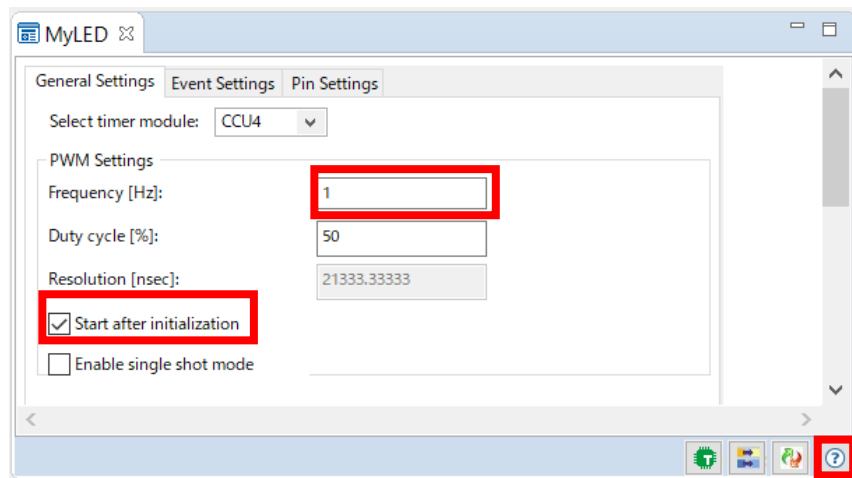 MyLED
General Settings Event Settings Pin Settings
Select timer module: CCU4
PWM Settings
Frequency [Hz]: 1
Duty cycle [%]: 50
Resolution [nsec]: 21333.33333
Start after initialization
Enable single shot mode
T
?